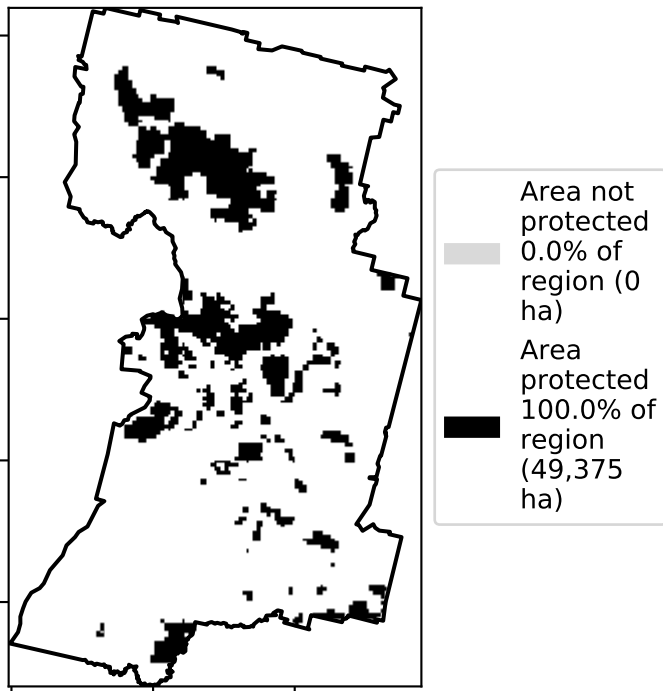 Area not
protected
0.0% of
region (0
ha)
Area
protected
100.0% of
region
(49,375
ha)